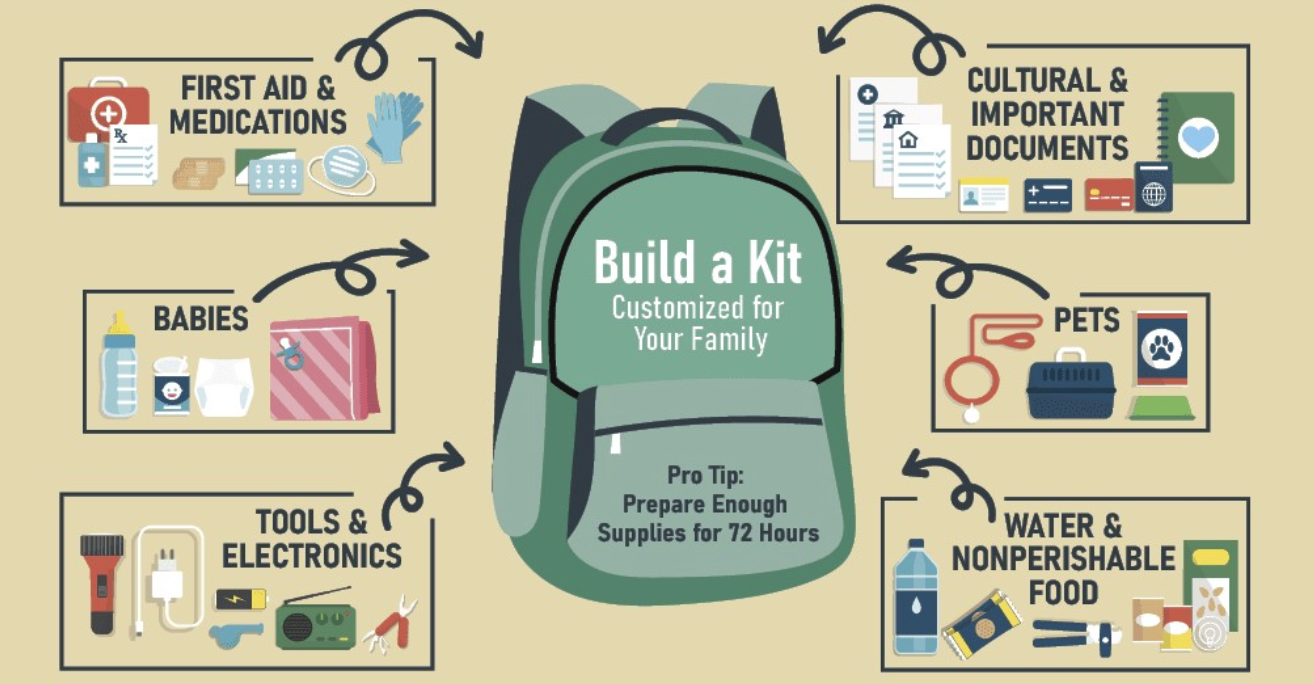 FIRST AID &
MEDICATIONS
Rx
BABIES
TOOLS &
ELECTRONICS
Build a Kit
Customized for
Your Family
Pro Tip:
Prepare Enough
Supplies for 72 Hours
CULTURAL &
IMPORTANT
DOCUMENTS
PETS
WATER &
NONPERISHABLE
FOOD